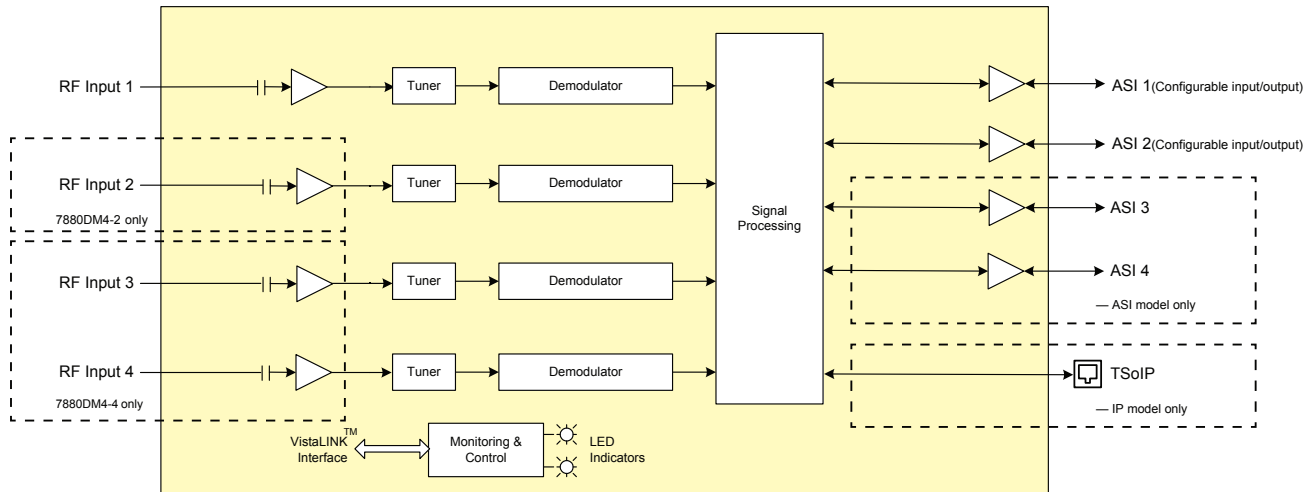 RF Input 1
Tuner
Demodulator
ASI 1(Configurable input/output)
RF Input 2
Tuner
Demodulator
ASI 2(Configurable input/output)
7880DM4-2 only
Signal
Processing
ASI 3
RF Input 3
Tuner
Demodulator
ASI 4
— ASI model only
RF Input 4
Tuner
Demodulator
TSoIP
7880DM4-4 only
— IP model only
VistaLINK™
Interface
Monitoring &
Control
LED
Indicators